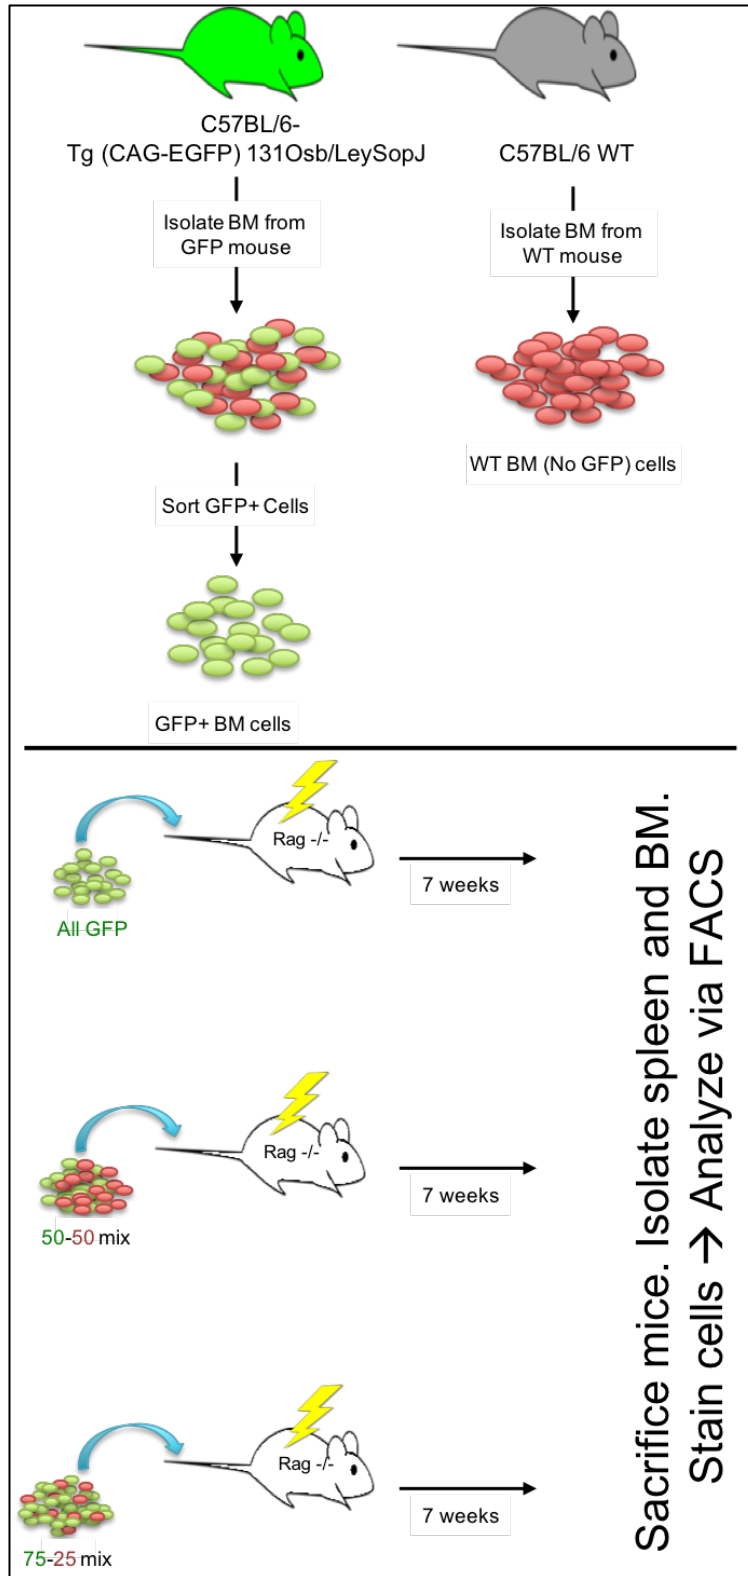 C57BL/6-
Tg (CAG-EGFP) 131Osb/LeySopJ
C57BL/6 WT
Isolate BM from
GFP mouse
Isolate BM from
WT mouse
WT BM (No GFP) cells
Sort GFP+ Cells
GFP+ BM cells
Rag -/-
7 weeks
All GFP
Rag -/-
7 weeks
50-50 mix
Rag -/-
7 weeks
75-25 mix
Sacrifice mice. Isolate spleen and BM.
Stain cells → Analyze via FACS